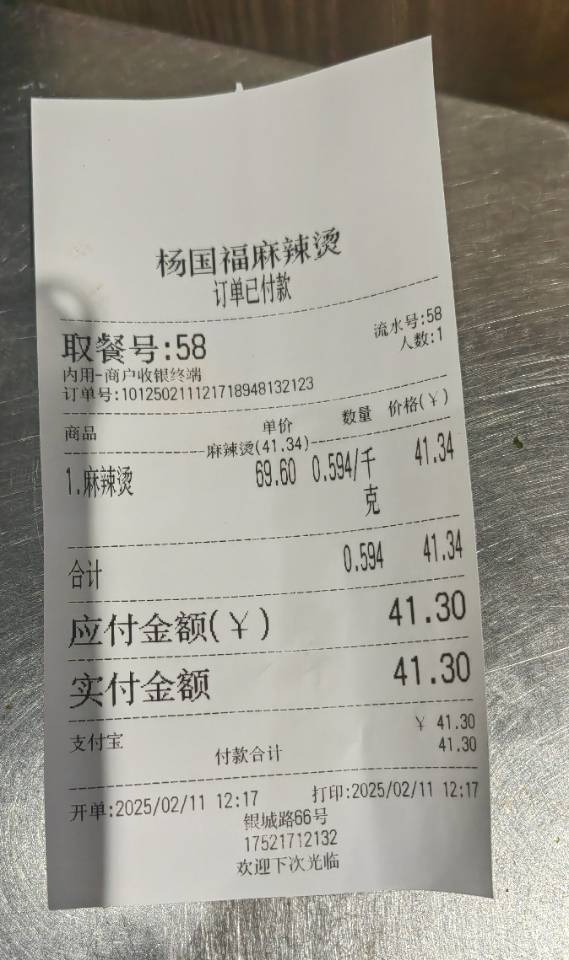 杨国福麻辣烫
订单已付款
取餐号:58 流水号:58
内用-商户收银终端 人数:1
订单号:101250211121718948132123
商品 单价 数量 价格(￥)
麻辣烫(41.34)
1.麻辣烫 69.60 0.594/千克 41.34
合计 0.594 41.34
应付金额(￥) 41.30
实付金额 41.30
支付宝 ￥ 41.30
付款合计 41.30
开单:2025/02/11 12:17 打印:2025/02/11 12:17
银城路66号
17521712132
欢迎下次光临